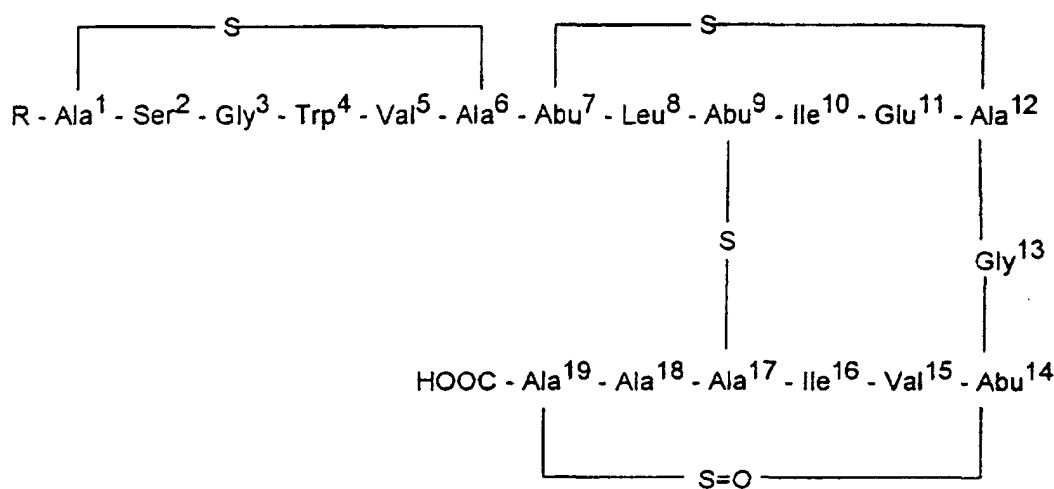 S S
R - Ala1 - Ser2 - Gly3 - Trp4 - Val5 - Ala6 - Abu7 - Leu8 - Abu9 - Ile10 - Glu11 - Ala12
S
Gly13
HOOC - Ala19 - Ala18 - Ala17 - Ile16 - Val15 - Abu14
S=O